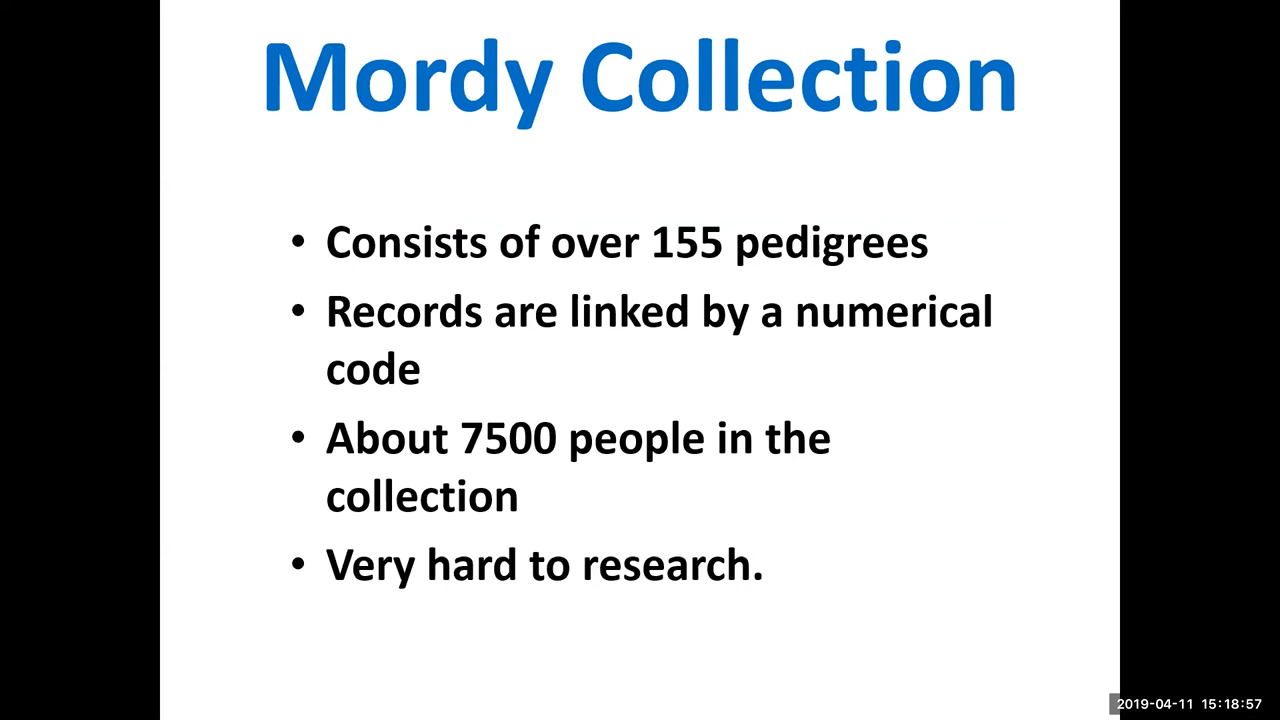 Mordy Collection
• Consists of over 155 pedigrees
• Records are linked by a numerical
code
• About 7500 people in the
collection
• Very hard to research.
2019-04-11 15:18:57